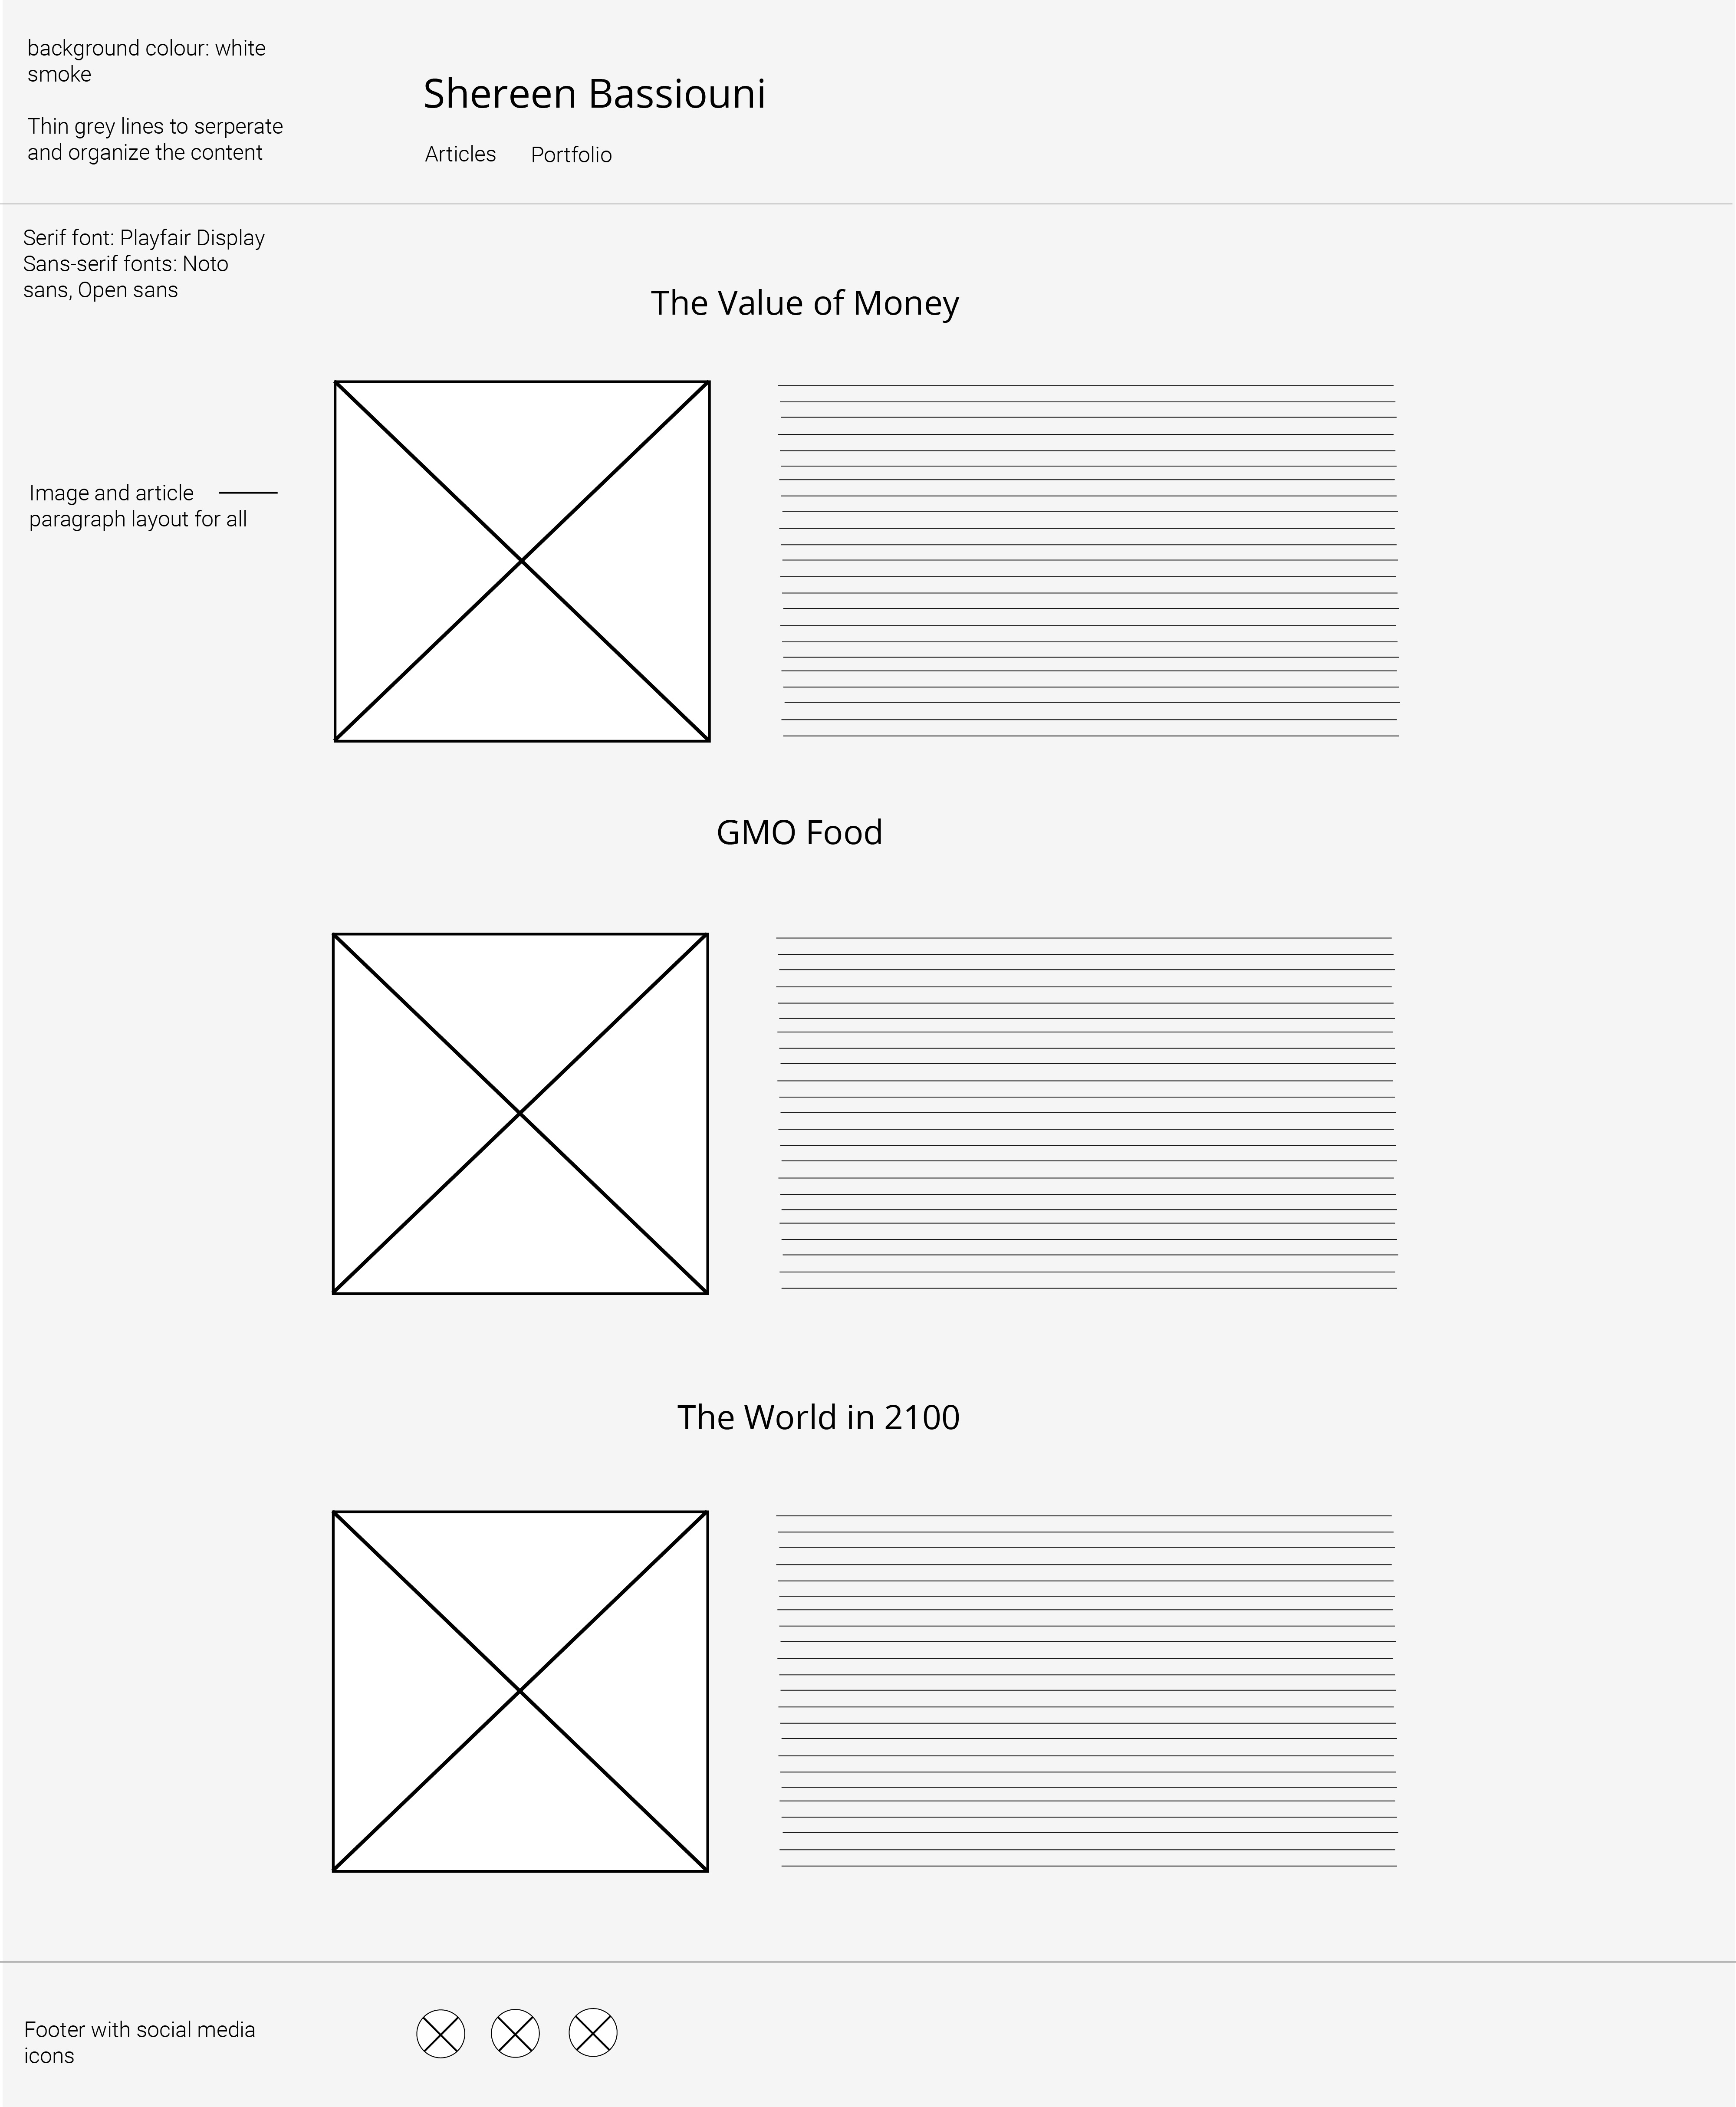 background colour: white
smoke
Thin grey lines to serperate
and organize the content
Shereen Bassiouni
Articles Portfolio
Serif font: Playfair Display
Sans-serif fonts: Noto
sans, Open sans
The Value of Money
Image and article
paragraph layout for all
GMO Food
The World in 2100
Footer with social media
icons